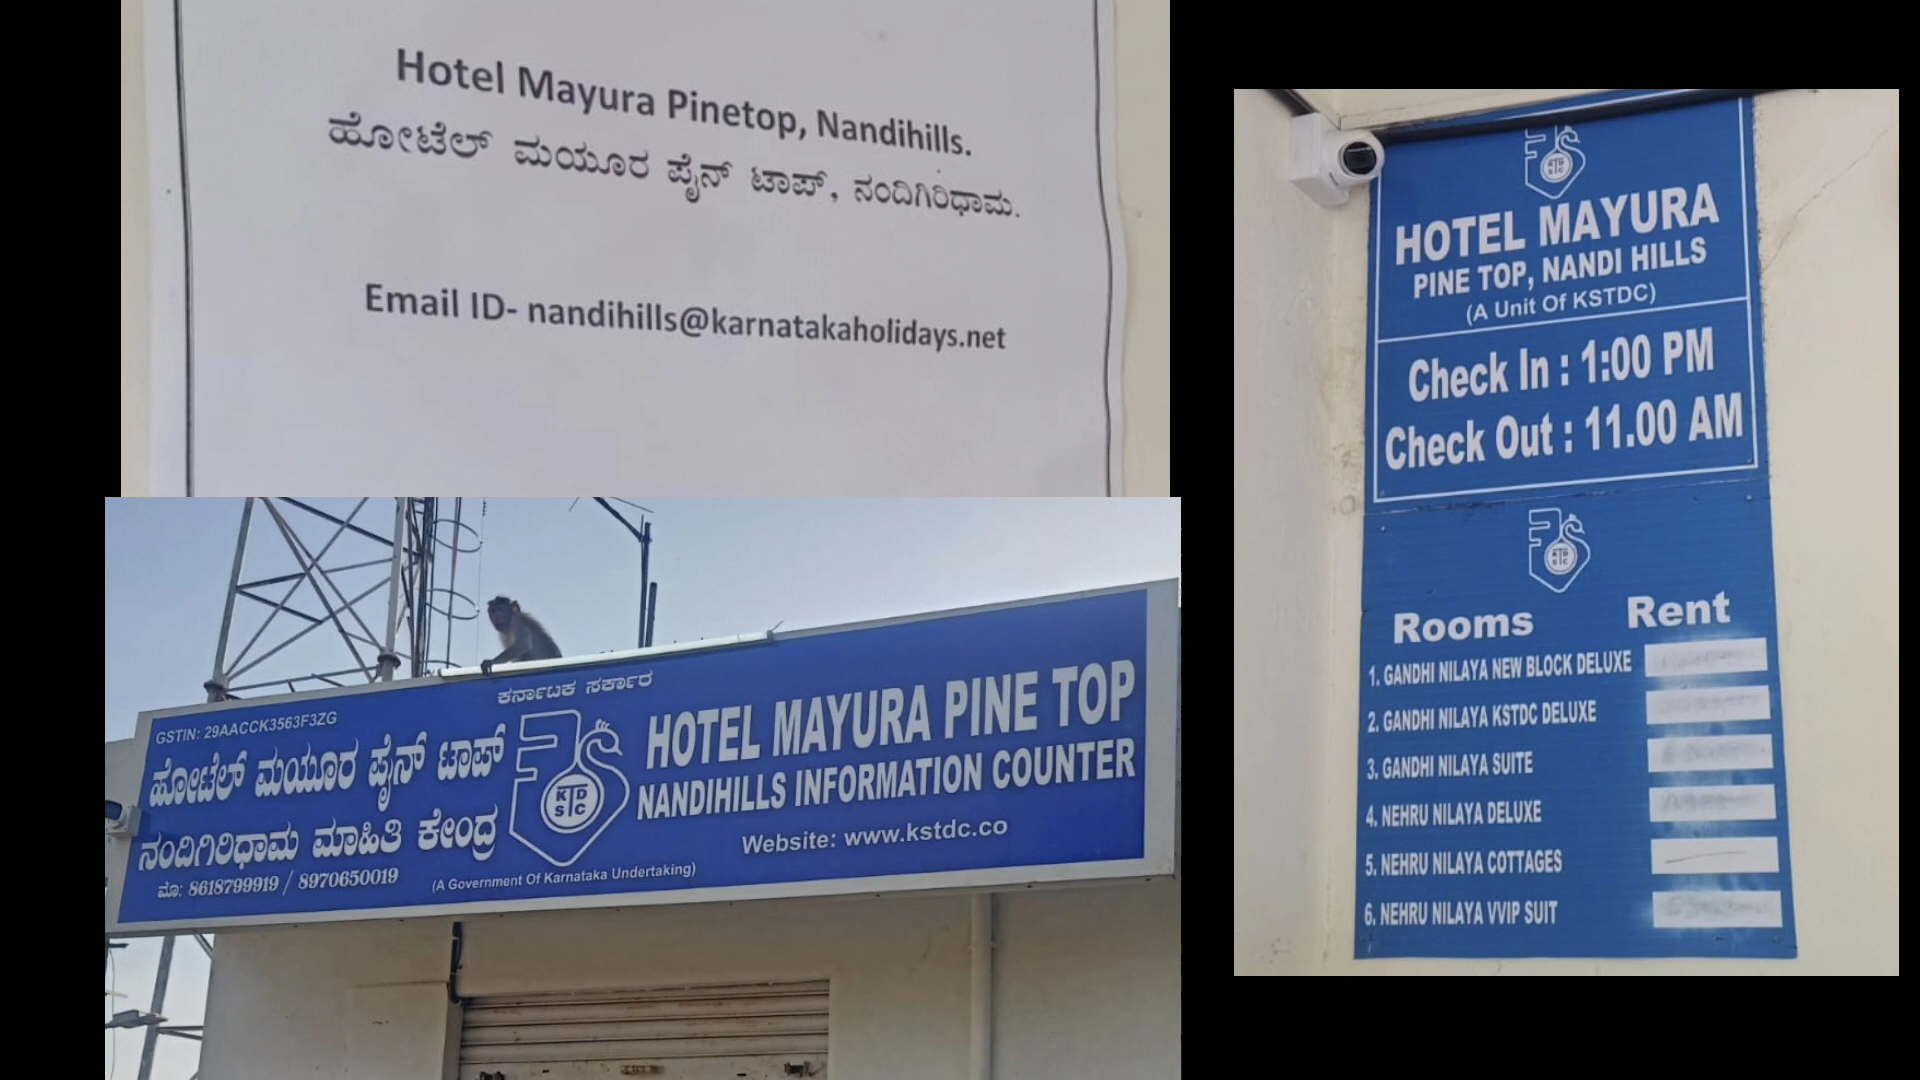 Hotel Mayura Pinetop, Nandihills.
ಹೋಟೆಲ್ ಮಯೂರ ಪೈನ್ ಟಾಪ್, ನಂದಿಗಿರಿಧಾಮ.
Email ID- nandihills@karnatakaholidays.net
ಕರ್ನಾಟಕ ಸರ್ಕಾರ
GSTIN: 29AACCK3563F3ZG
ಹೋಟೆಲ್ ಮಯೂರ ಪೈನ್ ಟಾಪ್
ನಂದಿಗಿರಿಧಾಮ ಮಾಹಿತಿ ಕೇಂದ್ರ
ಮೊ: 8618799919 / 8970650019
KTDSC
(A Government Of Karnataka Undertaking)
HOTEL MAYURA PINE TOP
NANDIHILLS INFORMATION COUNTER
Website: www.kstdc.co
HOTEL MAYURA
PINE TOP, NANDI HILLS
(A Unit Of KSTDC)
Check In : 1:00 PM
Check Out : 11.00 AM
Rooms Rent
1. GANDHI NILAYA NEW BLOCK DELUXE
2. GANDHI NILAYA KSTDC DELUXE
3. GANDHI NILAYA SUITE
4. NEHRU NILAYA DELUXE
5. NEHRU NILAYA COTTAGES
6. NEHRU NILAYA VVIP SUIT